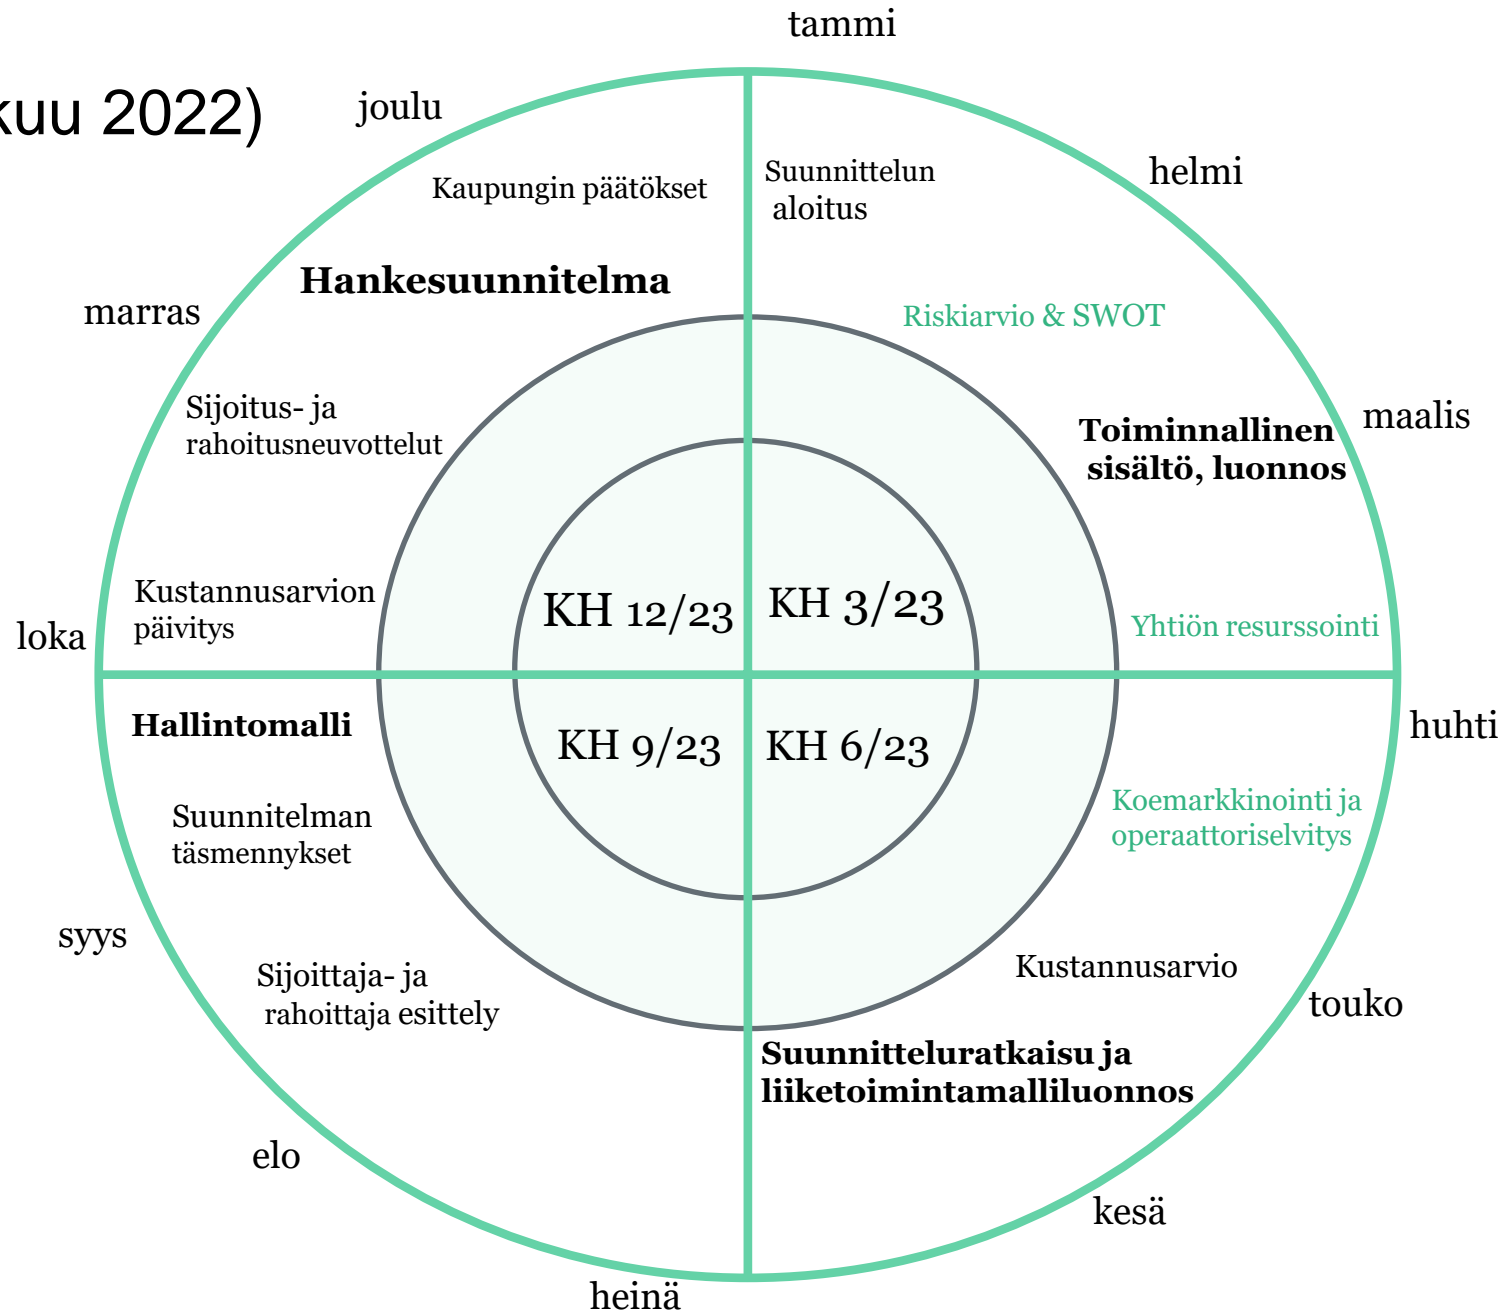 kuu 2022)
tammi
helmi
maalis
huhti
touko
kesä
heinä
elo
syys
loka
marras
joulu
Suunnittelun
aloitus
Riskiarvio & SWOT
Toiminnallinen
sisältö, luonnos
Yhtiön resurssointi
KH 3/23
Koemarkkinointi ja
operaattoriselvitys
Kustannusarvio
Suunnitteluratkaisu ja
liiketoimintamalliluonnos
KH 6/23
Sijoittaja- ja
rahoittaja esittely
Suunnitelman
täsmennykset
Hallintomalli
KH 9/23
Kustannusarvion
päivitys
Sijoitus- ja
rahoitusneuvottelut
Hankesuunnitelma
Kaupungin päätökset
KH 12/23